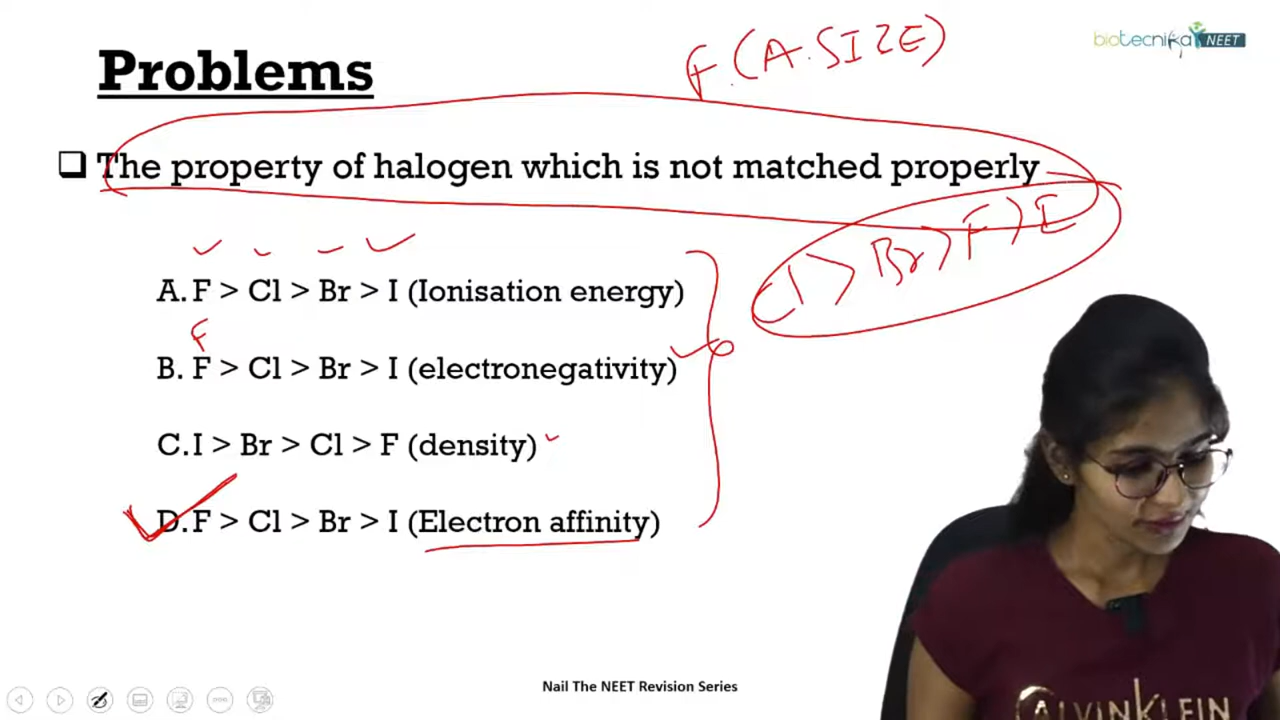 F. (A. SIZE)
biotecnika NEET
Problems
The property of halogen which is not matched properly
Cl > Br > F > I
A. F > Cl > Br > I (Ionisation energy)
F
B. F > Cl > Br > I (electronegativity)
C. I > Br > Cl > F (density)
D. F > Cl > Br > I (Electron affinity)
CALVIN KLEIN
Nail The NEET Revision Series